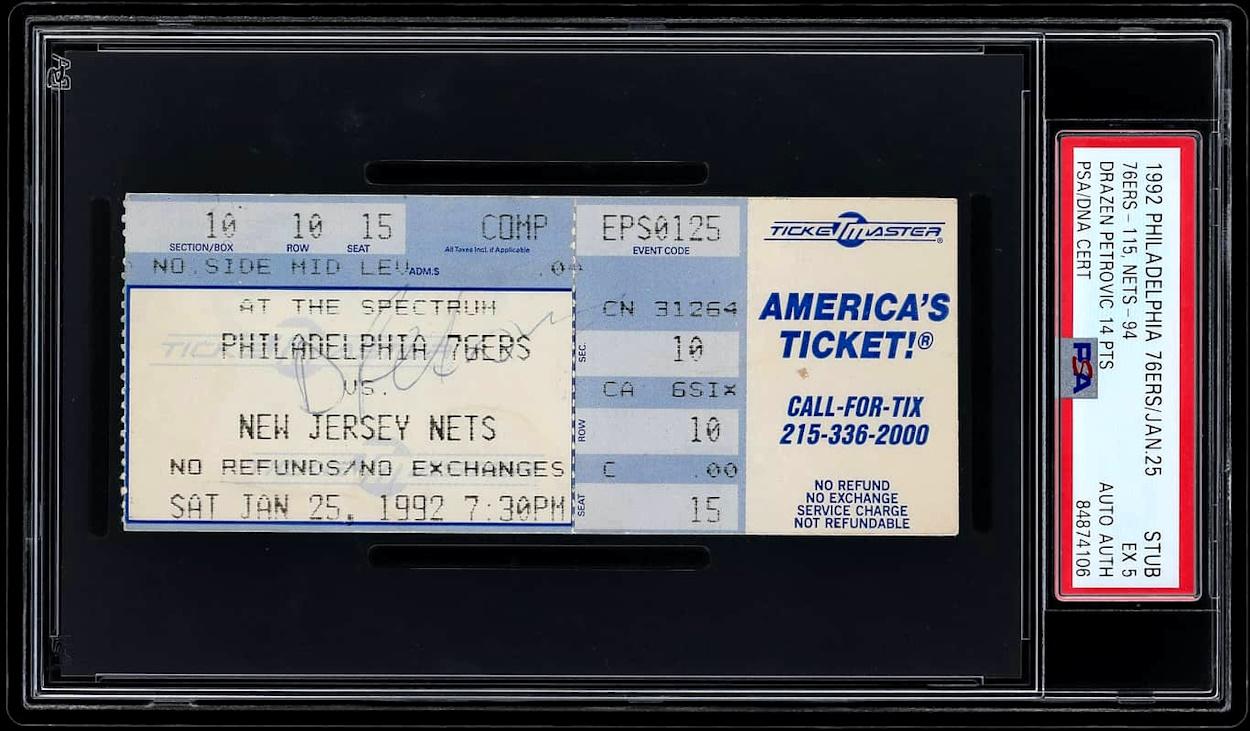 10 10 15 COMP
SECTION/BOX ROW SEAT All Taxes Incl. if Applicable
NO.SIDE MID LEV ADM.$ .0
AT THE SPECTRUM
PHILADELPHIA 76ERS
VS.
NEW JERSEY NETS
NO REFUNDS/NO EXCHANGES
SAT JAN 25, 1992 7:30PM
EPS0125
EVENT CODE
CN 31264
SEC. 10
CA 6SIX
ROW 10
C .00
SEAT 15
TICKETMASTER®
AMERICA'S
TICKET!®
CALL-FOR-TIX
215-336-2000
NO REFUND
NO EXCHANGE
SERVICE CHARGE
NOT REFUNDABLE
1992 PHILADELPHIA 76ERS/JAN.25 STUB
76ERS-115, NETS-94 EX 5
DRAZEN PETROVIC 14 PTS AUTO AUTH
PSA/DNA CERT 84874106
PSA